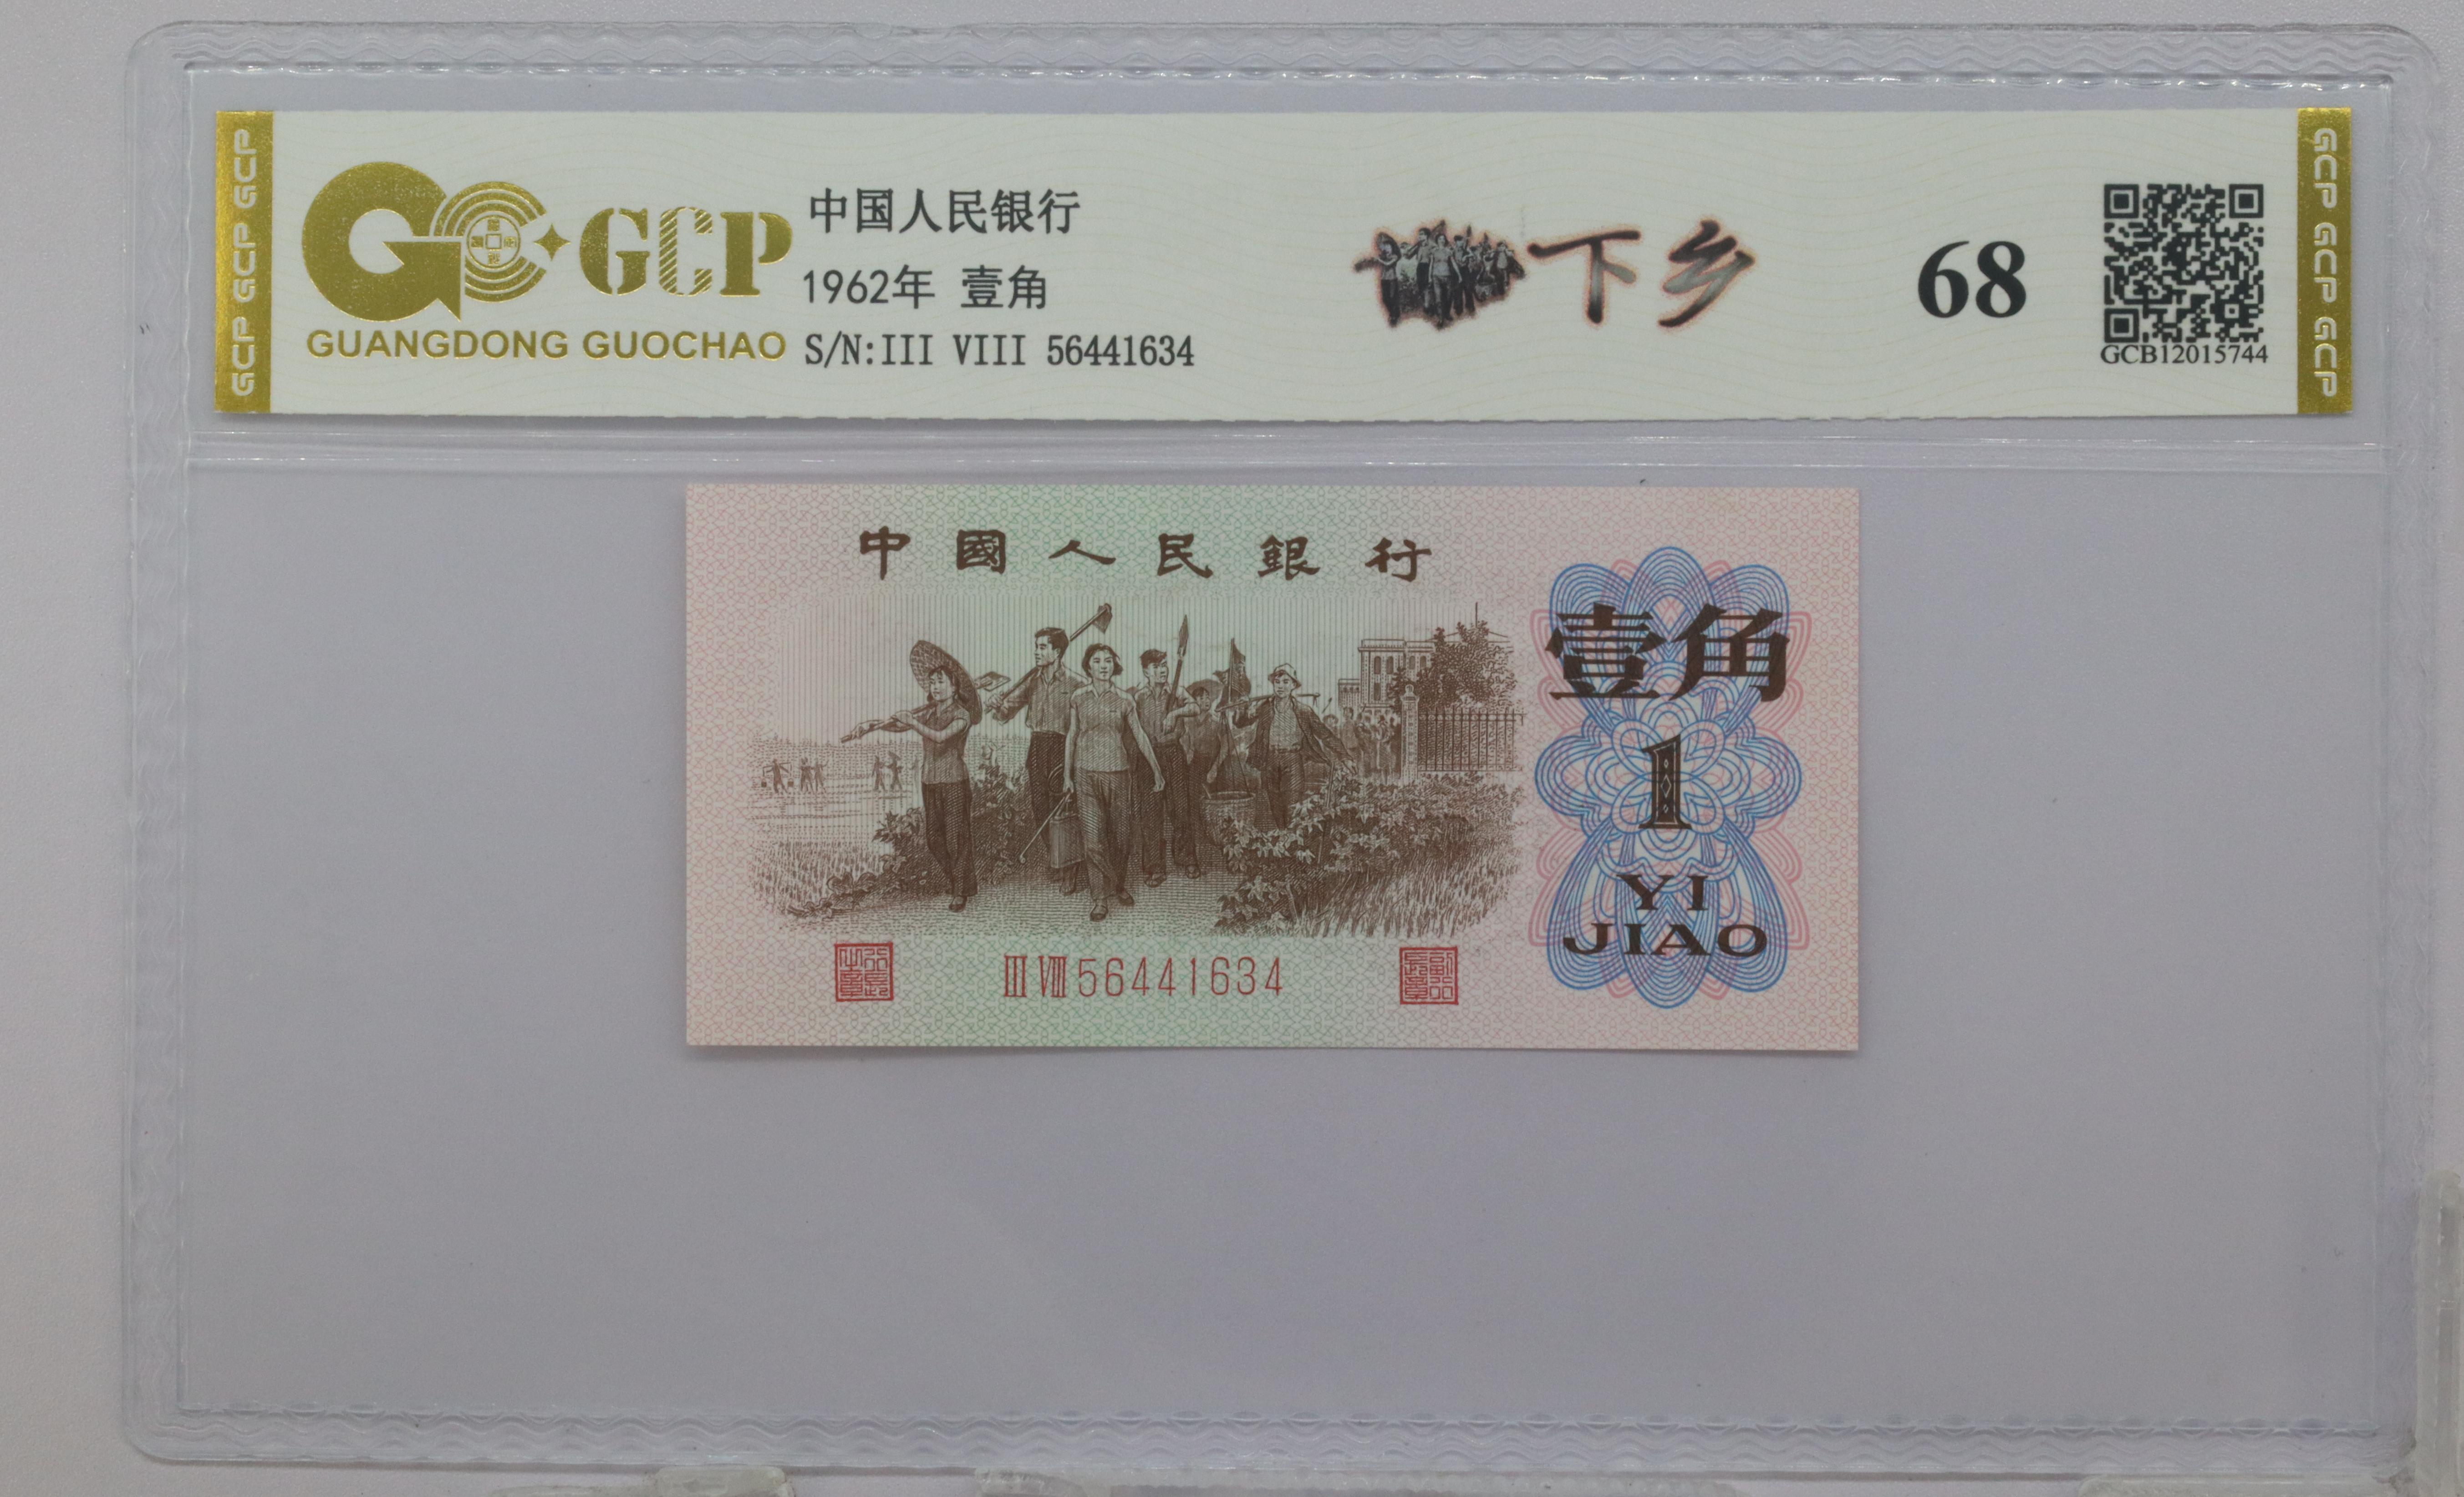 GCP GCP GCP
GCP
GUANGDONG GUOCHAO
中国人民银行
1962年 壹角
S/N:III VIII 56441634
下乡
68
GCB12015744
GCP GCP GCP
中國人民銀行
壹角
1
YI
JIAO
III VIII 56441634